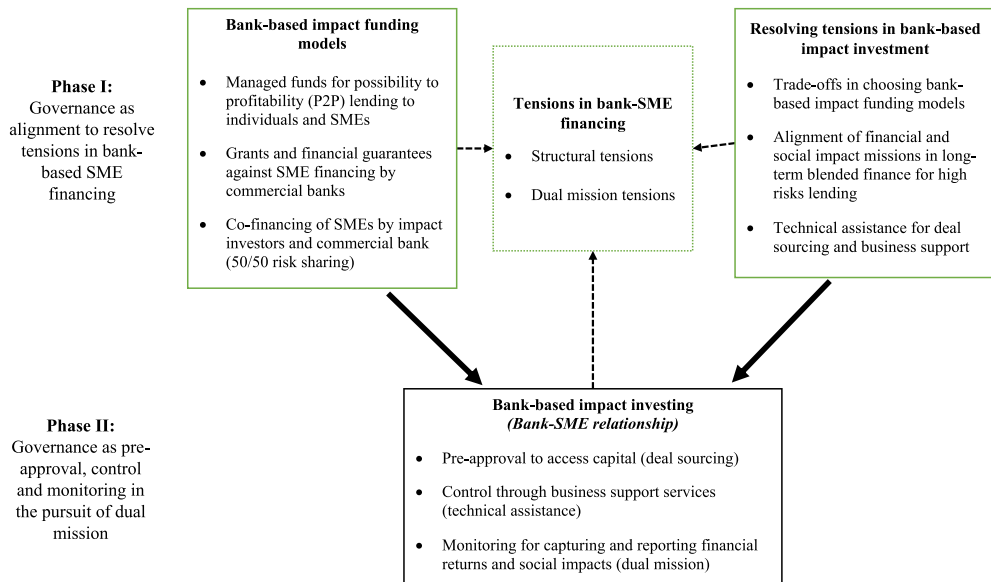 Phase I:
Governance as
alignment to resolve
tensions in bank-
based SME
financing
Bank-based impact funding
models
• Managed funds for possibility to
profitability (P2P) lending to
individuals and SMEs
• Grants and financial guarantees
against SME financing by
commercial banks
• Co-financing of SMEs by impact
investors and commercial bank
(50/50 risk sharing)
Tensions in bank-SME
financing
• Structural tensions
• Dual mission tensions
Resolving tensions in bank-based
impact investment
• Trade-offs in choosing bank-
based impact funding models
• Alignment of financial and
social impact missions in long-
term blended finance for high
risks lending
• Technical assistance for deal
sourcing and business support
Phase II:
Governance as pre-
approval, control
and monitoring in
the pursuit of dual
mission
Bank-based impact investing
(Bank-SME relationship)
• Pre-approval to access capital (deal sourcing)
• Control through business support services
(technical assistance)
• Monitoring for capturing and reporting financial
returns and social impacts (dual mission)